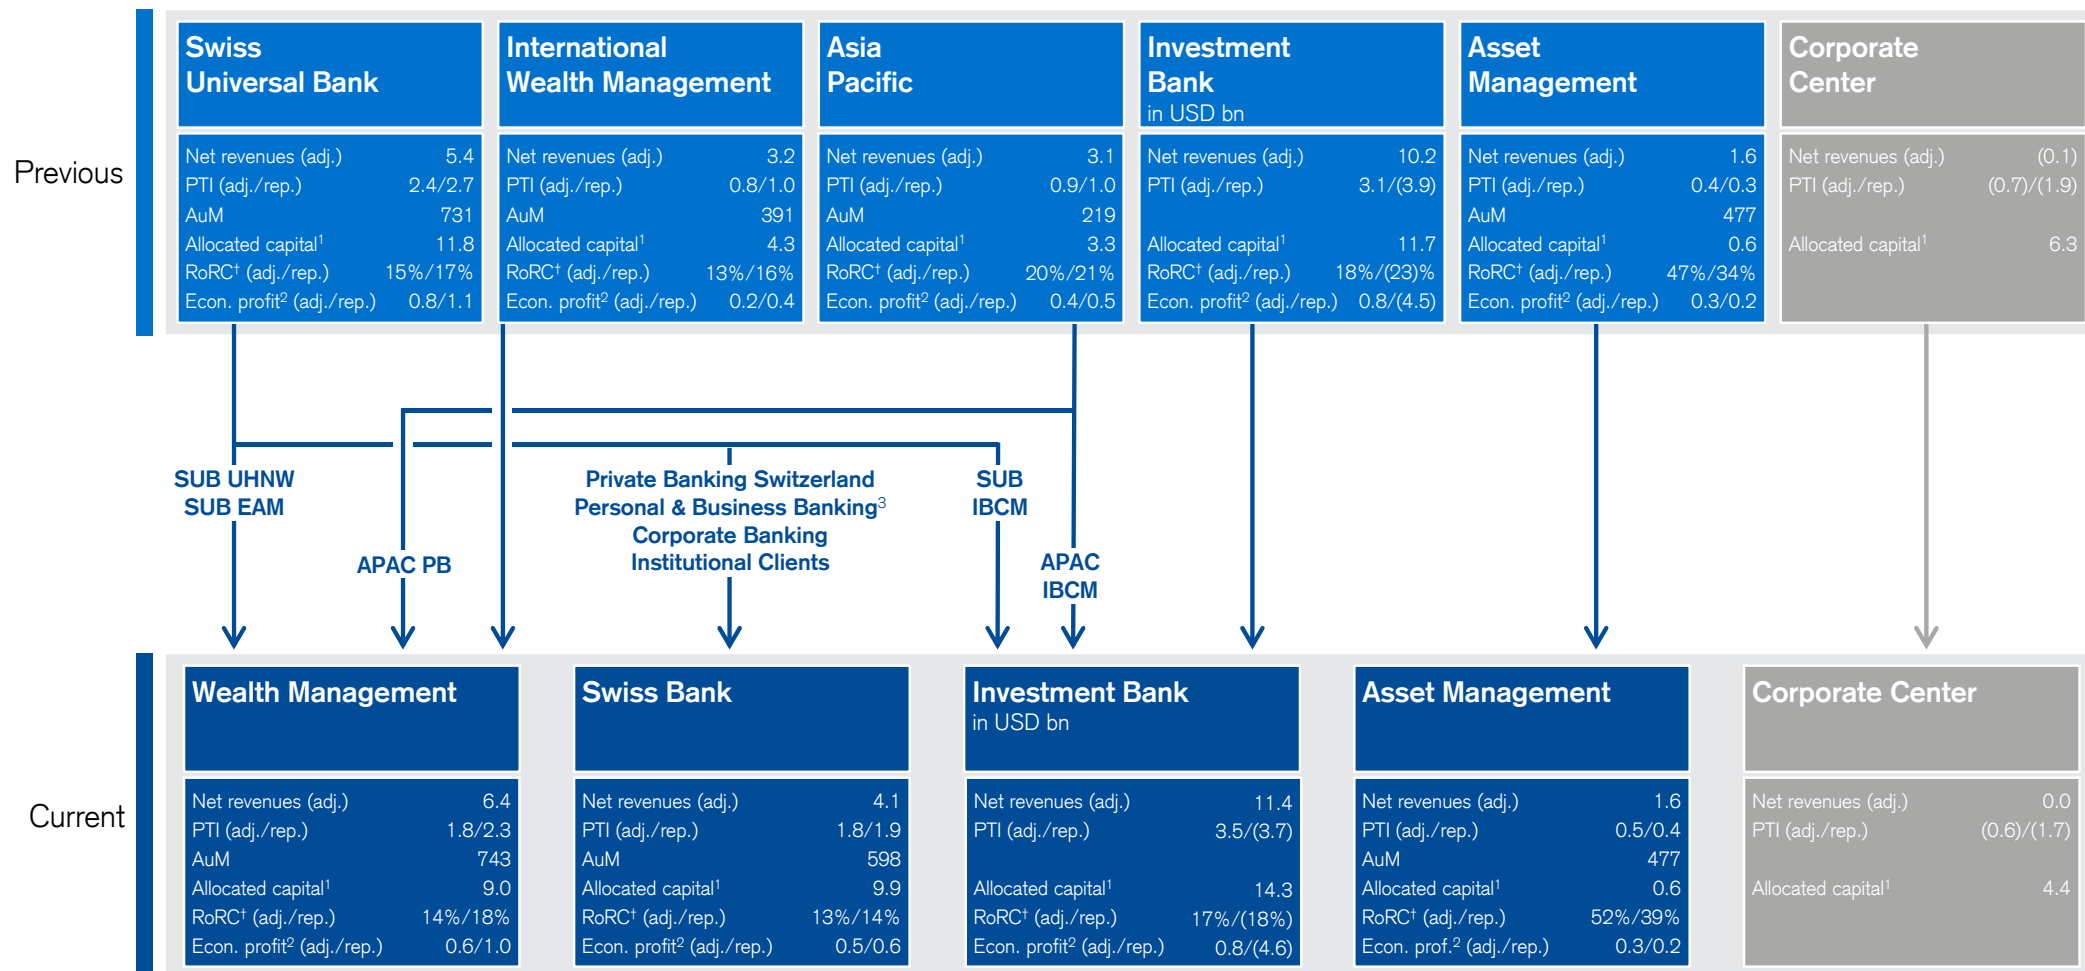 Previous
Swiss
Universal Bank
Net revenues (adj.) 5.4
PTI (adj./rep.) 2.4/2.7
AuM 731
Allocated capital¹ 11.8
RoRC† (adj./rep.) 15%/17%
Econ. profit² (adj./rep.) 0.8/1.1
International
Wealth Management
Net revenues (adj.) 3.2
PTI (adj./rep.) 0.8/1.0
AuM 391
Allocated capital¹ 4.3
RoRC† (adj./rep.) 13%/16%
Econ. profit² (adj./rep.) 0.2/0.4
Asia
Pacific
Net revenues (adj.) 3.1
PTI (adj./rep.) 0.9/1.0
AuM 219
Allocated capital¹ 3.3
RoRC† (adj./rep.) 20%/21%
Econ. profit² (adj./rep.) 0.4/0.5
Investment
Bank
in USD bn
Net revenues (adj.) 10.2
PTI (adj./rep.) 3.1/(3.9)
Allocated capital¹ 11.7
RoRC† (adj./rep.) 18%/(23)%
Econ. profit² (adj./rep.) 0.8/(4.5)
Asset
Management
Net revenues (adj.) 1.6
PTI (adj./rep.) 0.4/0.3
AuM 477
Allocated capital¹ 0.6
RoRC† (adj./rep.) 47%/34%
Econ. profit² (adj./rep.) 0.3/0.2
Corporate
Center
Net revenues (adj.) (0.1)
PTI (adj./rep.) (0.7)/(1.9)
Allocated capital¹ 6.3
SUB UHNW
SUB EAM
APAC PB
Private Banking Switzerland
Personal & Business Banking³
Corporate Banking
Institutional Clients
SUB
IBCM
APAC
IBCM
Current
Wealth Management
Net revenues (adj.) 6.4
PTI (adj./rep.) 1.8/2.3
AuM 743
Allocated capital¹ 9.0
RoRC† (adj./rep.) 14%/18%
Econ. profit² (adj./rep.) 0.6/1.0
Swiss Bank
Net revenues (adj.) 4.1
PTI (adj./rep.) 1.8/1.9
AuM 598
Allocated capital¹ 9.9
RoRC† (adj./rep.) 13%/14%
Econ. profit² (adj./rep.) 0.5/0.6
Investment Bank
in USD bn
Net revenues (adj.) 11.4
PTI (adj./rep.) 3.5/(3.7)
Allocated capital¹ 14.3
RoRC† (adj./rep.) 17%/(18%)
Econ. profit² (adj./rep.) 0.8/(4.6)
Asset Management
Net revenues (adj.) 1.6
PTI (adj./rep.) 0.5/0.4
AuM 477
Allocated capital¹ 0.6
RoRC† (adj./rep.) 52%/39%
Econ. prof.² (adj./rep.) 0.3/0.2
Corporate Center
Net revenues (adj.) 0.0
PTI (adj./rep.) (0.6)/(1.7)
Allocated capital¹ 4.4